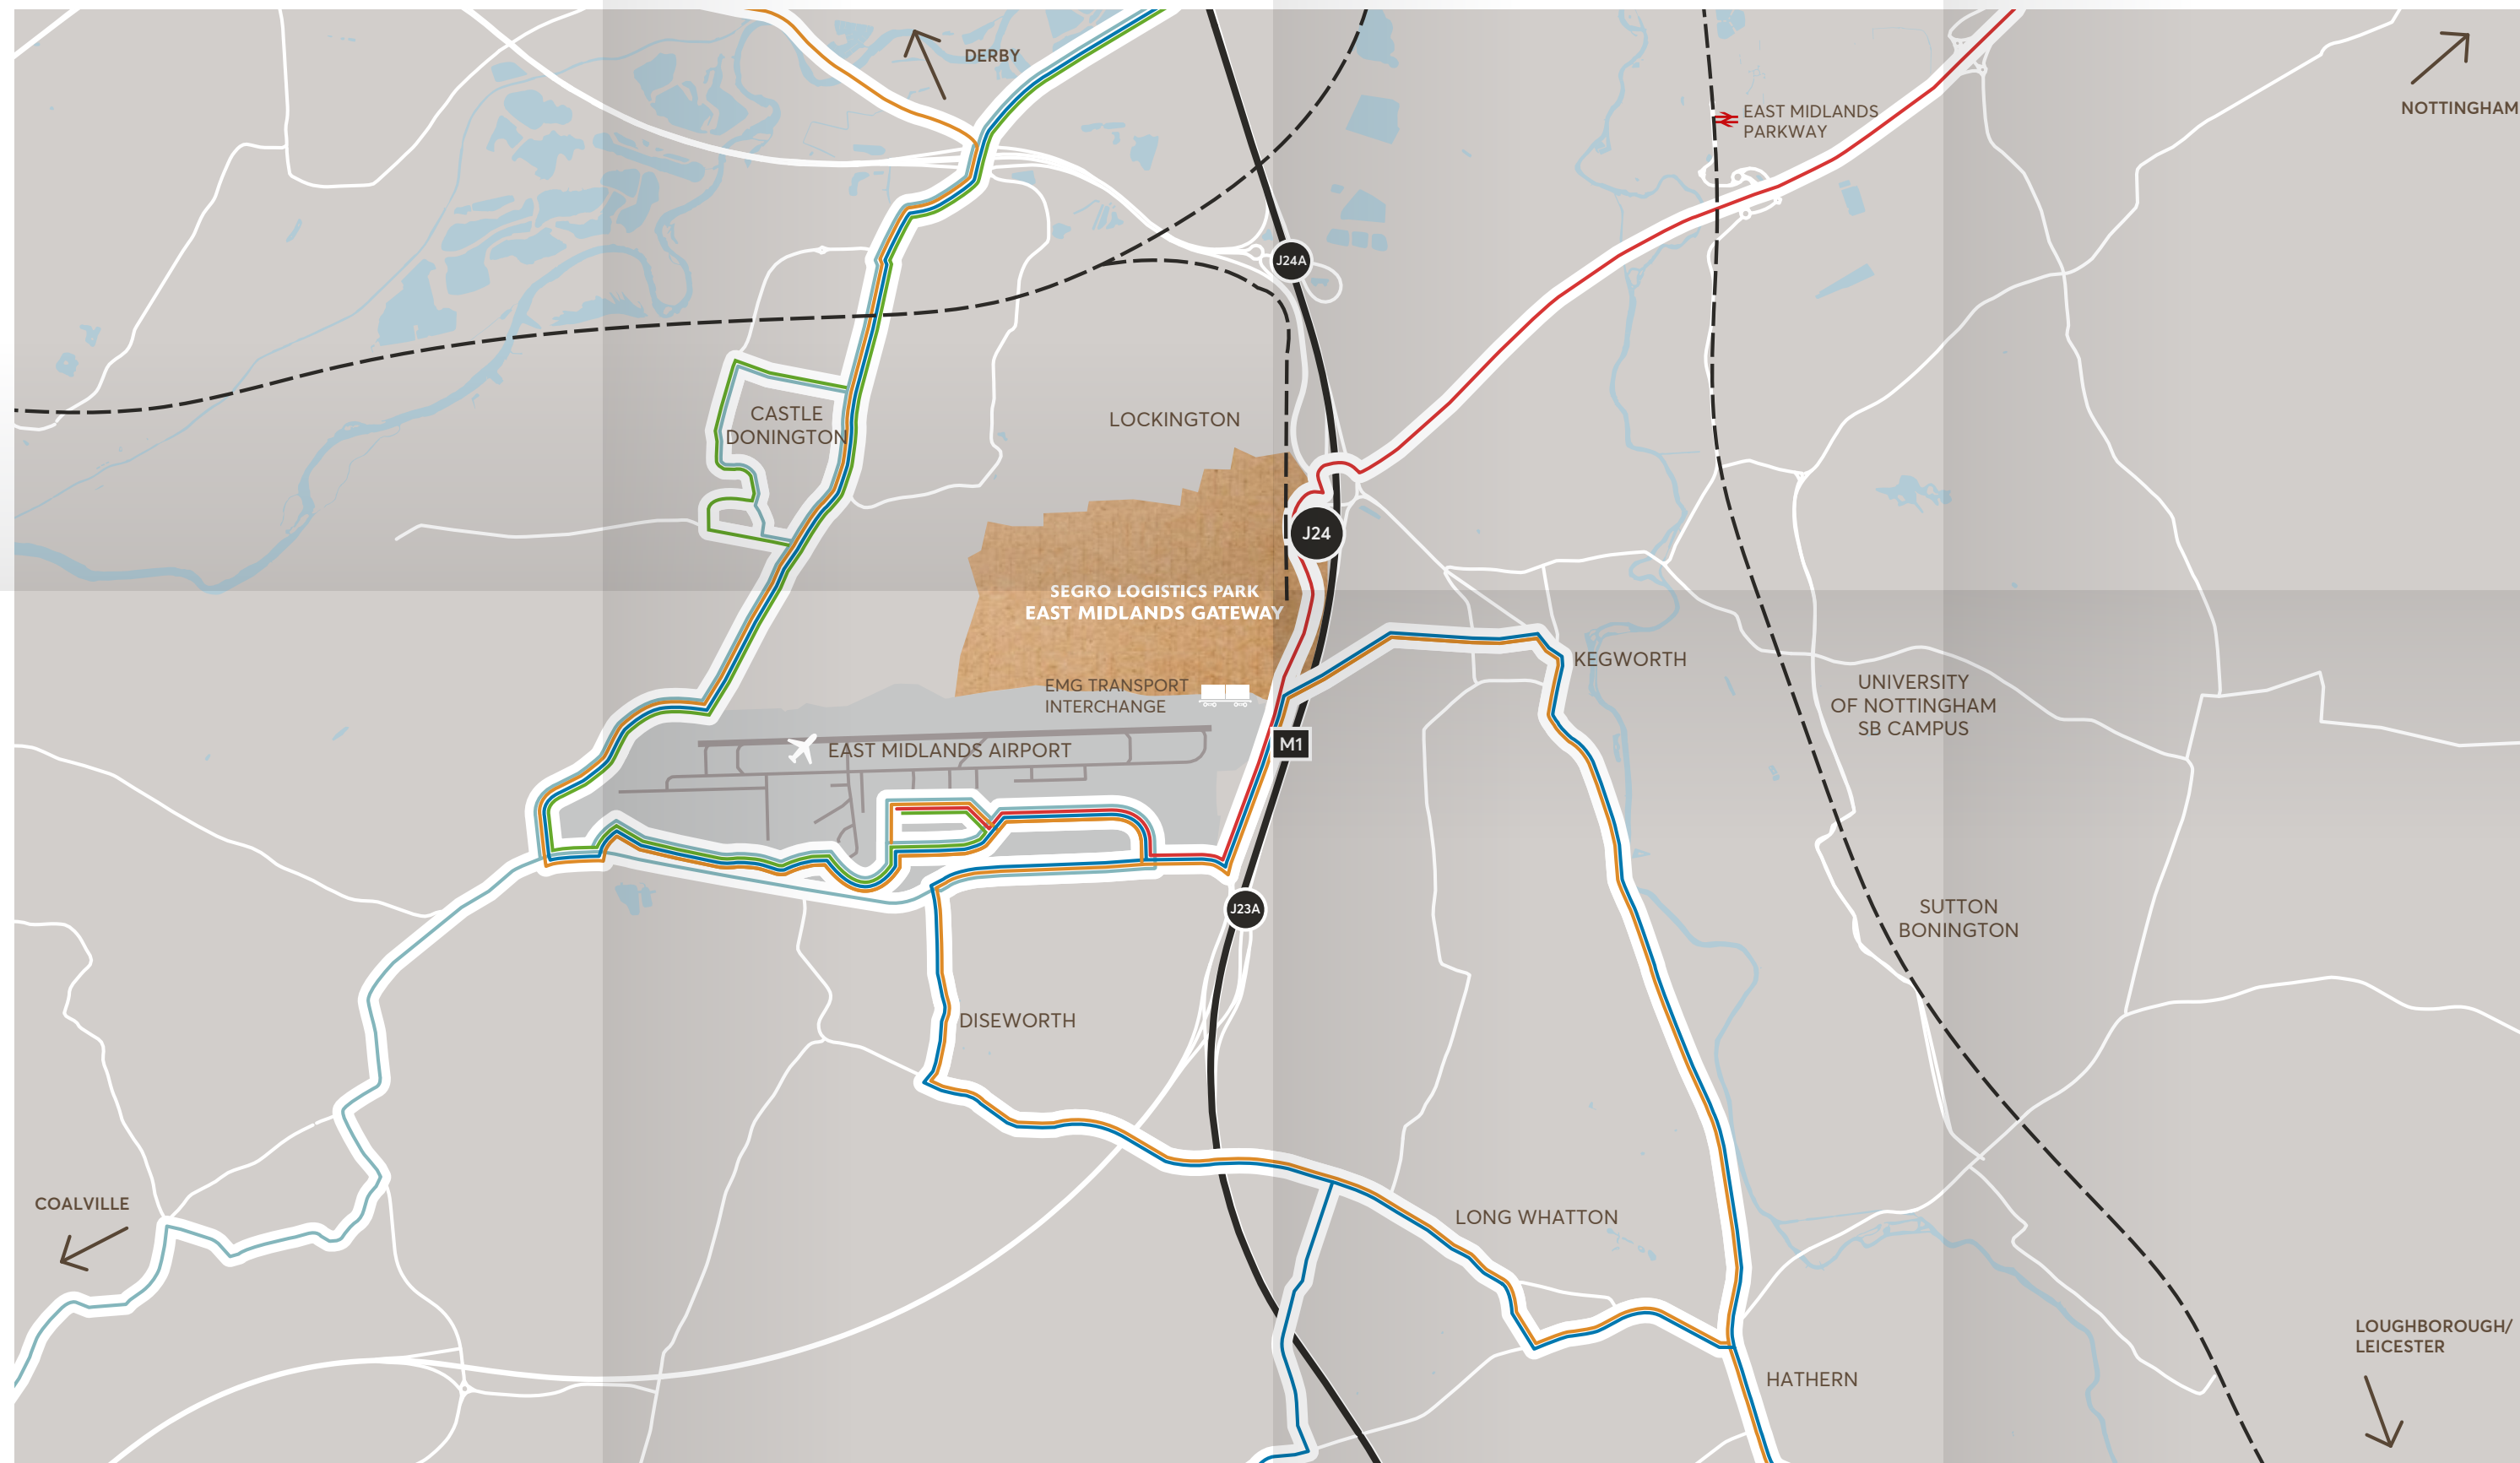 DERBY
NOTTINGHAM
EAST MIDLANDS
PARKWAY
J24A
CASTLE
DONINGTON
LOCKINGTON
J24
SEGRO LOGISTICS PARK
EAST MIDLANDS GATEWAY
KEGWORTH
EMG TRANSPORT
INTERCHANGE
UNIVERSITY
OF NOTTINGHAM
SB CAMPUS
M1
EAST MIDLANDS AIRPORT
J23A
SUTTON
BONINGTON
DISEWORTH
COALVILLE
LONG WHATTON
LOUGHBOROUGH/
LEICESTER
HATHERN